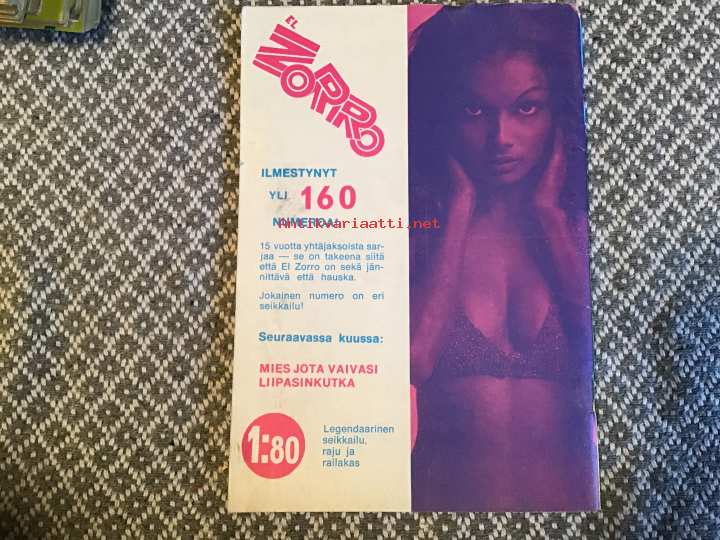 EL
ZORRO
ILMESTYNYT
YLI 160
NUMEROA!
Antikvariaatti.net
15 vuotta yhtäjaksoista sar-
jaa — se on takeena siitä
että El Zorro on sekä jän-
nittävä että hauska.
Jokainen numero on eri
seikkailu!
Seuraavassa kuussa:
MIES JOTA VAIVASI
LIIPASINKUTKA
1:80
Legendaarinen
seikkailu,
raju ja
railakas